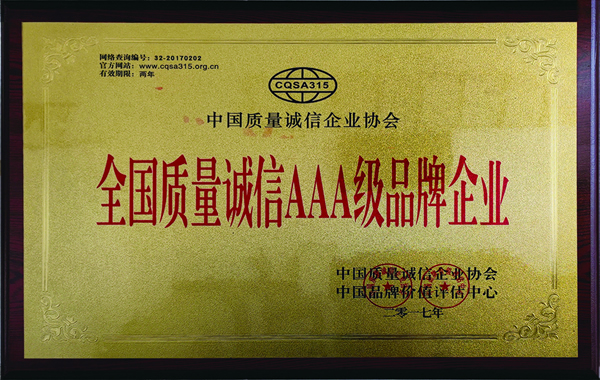 网络查询编号：32-20170202
官方网站：www.cqsa315.org.cn
有效期限：两年
CQSA315
中国质量诚信企业协会
全国质量诚信AAA级品牌企业
中国质量诚信企业协会
中国品牌价值评估中心
二零一七年